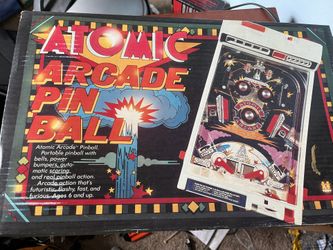 ATOMIC
ARCADE
PIN
BALL
Atomic Arcade Pinball
Portable pinball with
bells, power
bumpers, auto-
matic scoring,
and real pinball action.
Arcade action that's
futuristic, flashy, fast, and
furious. Ages 6 and up.